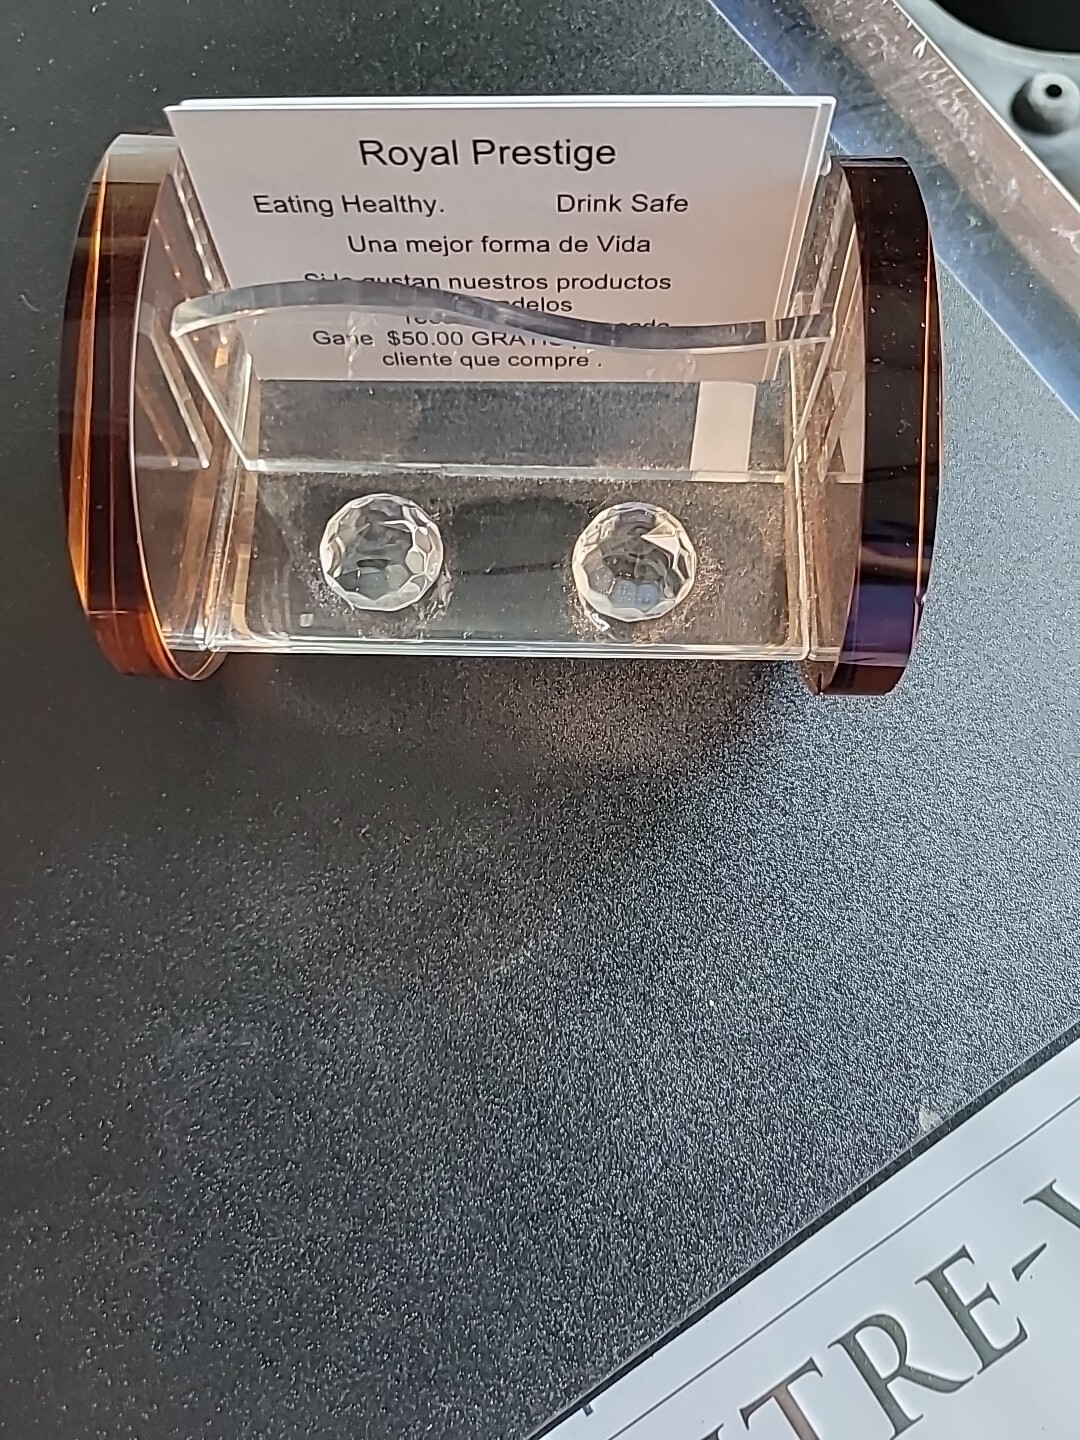 Royal Prestige
Eating Healthy. Drink Safe
Una mejor forma de Vida
gustan nuestros productos
Gane $50.00
cliente que compre .
TRE-